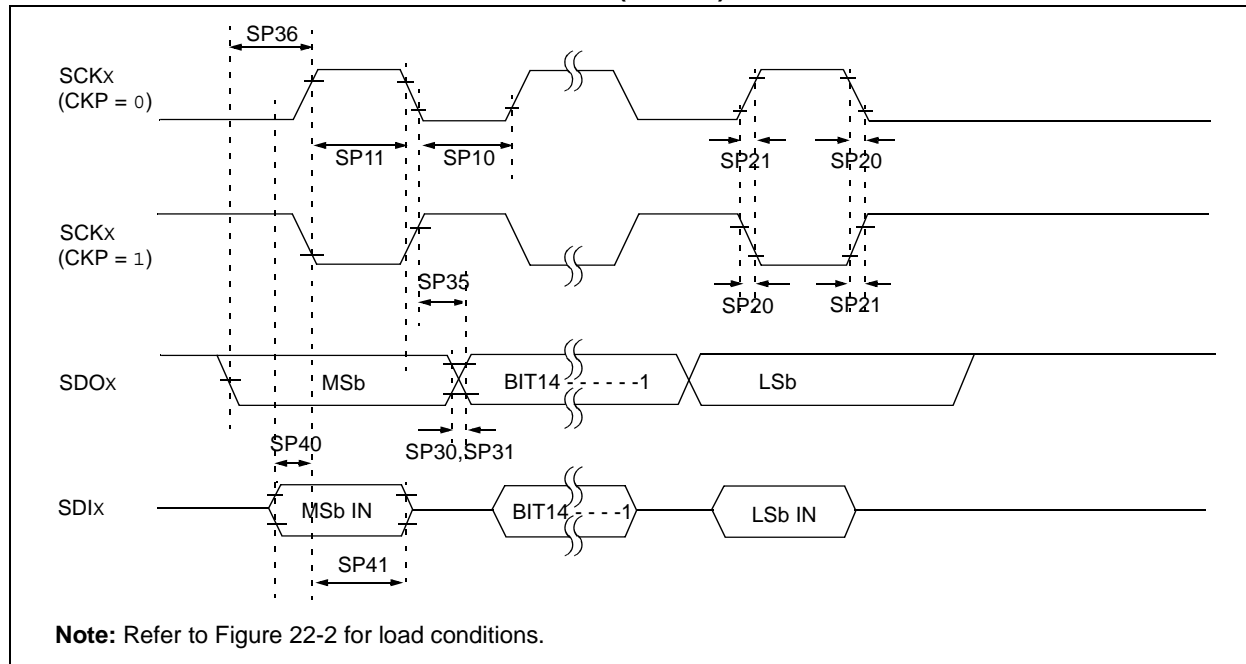 SP36
SCKx
(CKP = 0)
SP11
SP10
SP21
SP20
SCKx
(CKP = 1)
SP35
SP20
SP21
SDOx
MSb
BIT14 - - - - - -1
LSb
SP40
SP30,SP31
SDIx
MSb IN
BIT14 - - - -1
LSb IN
SP41
Note: Refer to Figure 22-2 for load conditions.